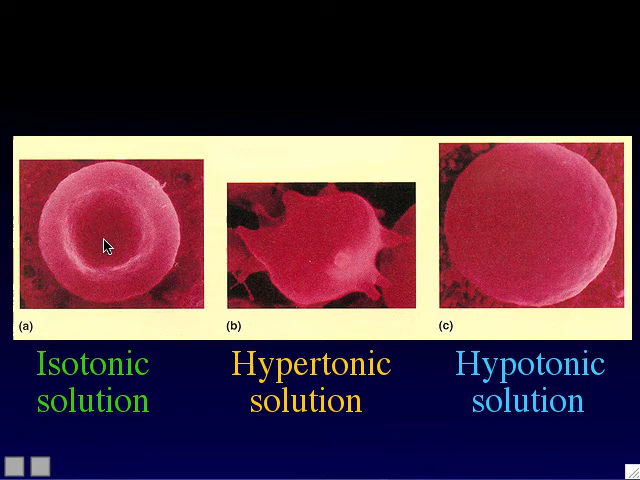 (a)
(b)
(c)
Isotonic
solution
Hypertonic
solution
Hypotonic
solution